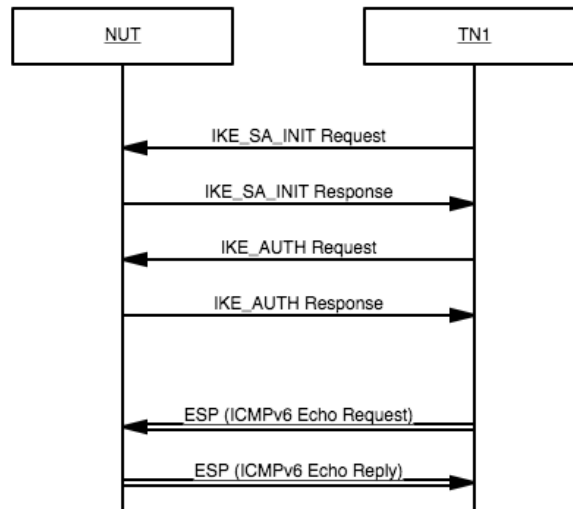 NUT
TN1
IKE_SA_INIT Request
IKE_SA_INIT Response
IKE_AUTH Request
IKE_AUTH Response
ESP (ICMPv6 Echo Request)
ESP (ICMPv6 Echo Reply)